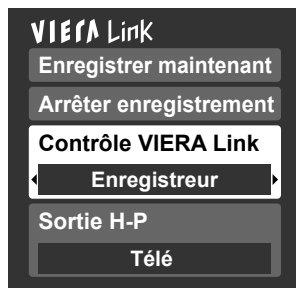 VIERA Link
Enregistrer maintenant
Arrêter enregistrement
Contrôle VIERA Link
Enregistreur
Sortie H-P
Télé